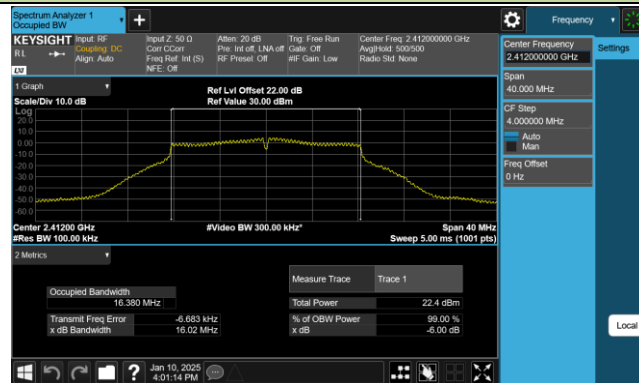 Spectrum Analyzer 1
Occupied BW
Frequency
KEYSIGHT
RL
Input: RF
Coupling: DC
Align: Auto
Input Z: 50 Ω
Corr CCorr
Freq Ref: Int (S)
NFE: Off
Atten: 20 dB
Pre: Int off, LNA off
RF Preset: Off
Trig: Free Run
Gate: Off
#IF Gain: Low
Center Freq: 2.412000000 GHz
Avg|Hold: 500/500
Radio Std: None
LXI
Center Frequency
2.412000000 GHz
Settings
Span
40.000 MHz
CF Step
4.000000 MHz
Auto
Man
Freq Offset
0 Hz
Local
1 Graph
Scale/Div 10.0 dB
Ref Lvl Offset 22.00 dB
Ref Value 30.00 dBm
Log
20.0
10.0
0.00
-10.0
-20.0
-30.0
-40.0
-50.0
-60.0
Center 2.41200 GHz
#Res BW 100.00 kHz
#Video BW 300.00 kHz*
Span 40 MHz
Sweep 5.00 ms (1001 pts)
2 Metrics
Measure Trace
Trace 1
Occupied Bandwidth
16.380 MHz
Total Power
22.4 dBm
Transmit Freq Error
-6.683 kHz
% of OBW Power
99.00 %
x dB Bandwidth
16.02 MHz
x dB
-6.00 dB
?
Jan 10, 2025
4:01:14 PM